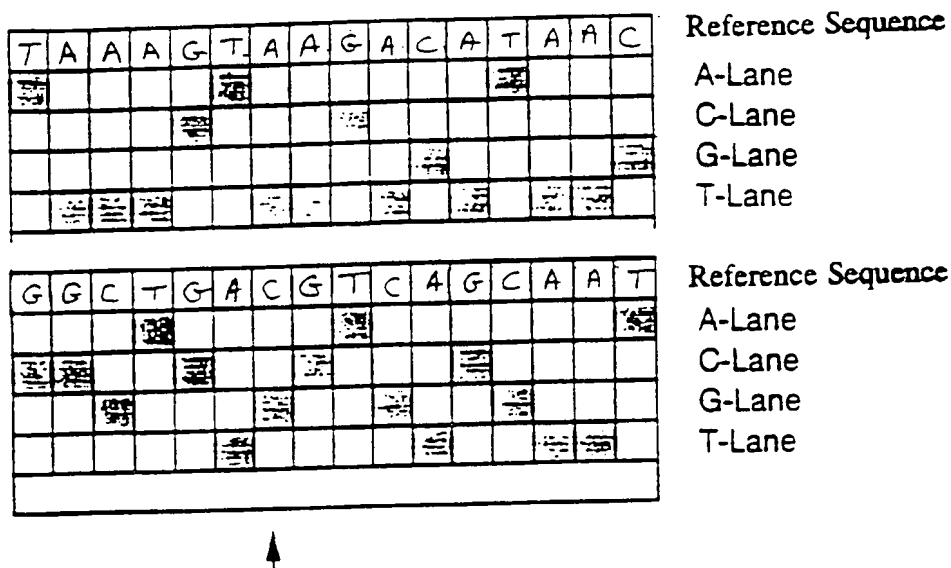 T A A A G T A A G A C A T A A C Reference Sequence
A-Lane
C-Lane
G-Lane
T-Lane
G G C T G A C G T C A G C A A T Reference Sequence
A-Lane
C-Lane
G-Lane
T-Lane